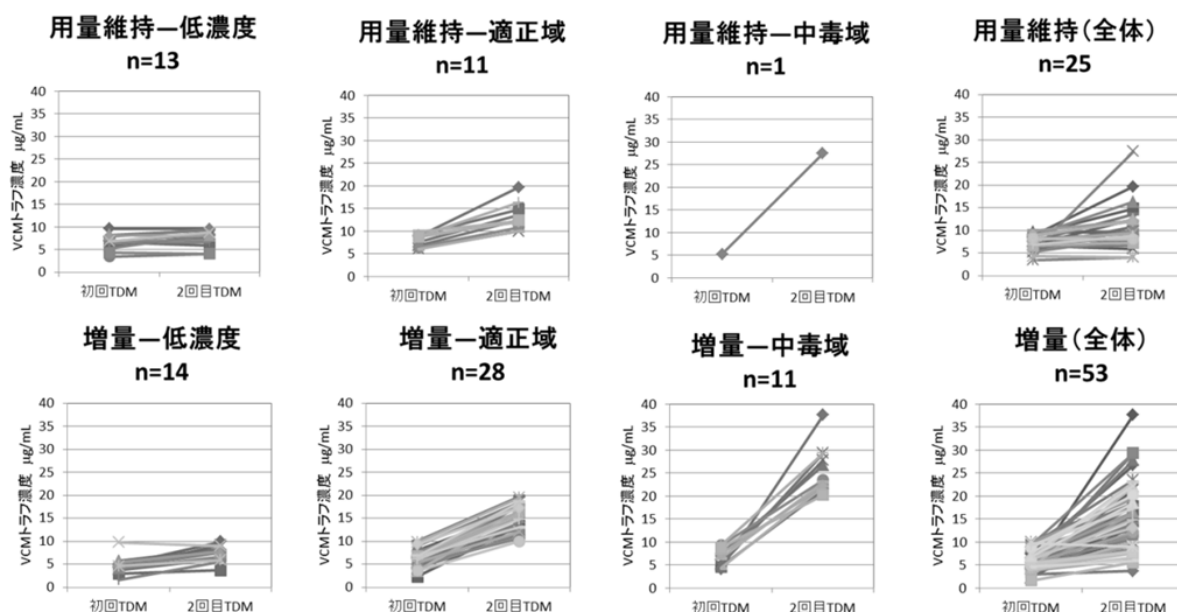 用量維持—低濃度
n=13
VCMトラフ濃度 μg/mL
40
35
30
25
20
15
10
5
0
初回TDM
2回目TDM
用量維持—適正域
n=11
VCMトラフ濃度 μg/mL
40
35
30
25
20
15
10
5
0
初回TDM
2回目TDM
用量維持—中毒域
n=1
VCMトラフ濃度 μg/mL
40
35
30
25
20
15
10
5
0
初回TDM
2回目TDM
用量維持(全体)
n=25
VCMトラフ濃度 μg/mL
40
35
30
25
20
15
10
5
0
初回TDM
2回目TDM
増量—低濃度
n=14
VCMトラフ濃度 μg/mL
40
35
30
25
20
15
10
5
0
初回TDM
2回目TDM
増量—適正域
n=28
VCMトラフ濃度 μg/mL
40
35
30
25
20
15
10
5
0
初回TDM
2回目TDM
増量—中毒域
n=11
VCMトラフ濃度 μg/mL
40
35
30
25
20
15
10
5
0
初回TDM
2回目TDM
増量(全体)
n=53
VCMトラフ濃度 μg/mL
40
35
30
25
20
15
10
5
0
初回TDM
2回目TDM